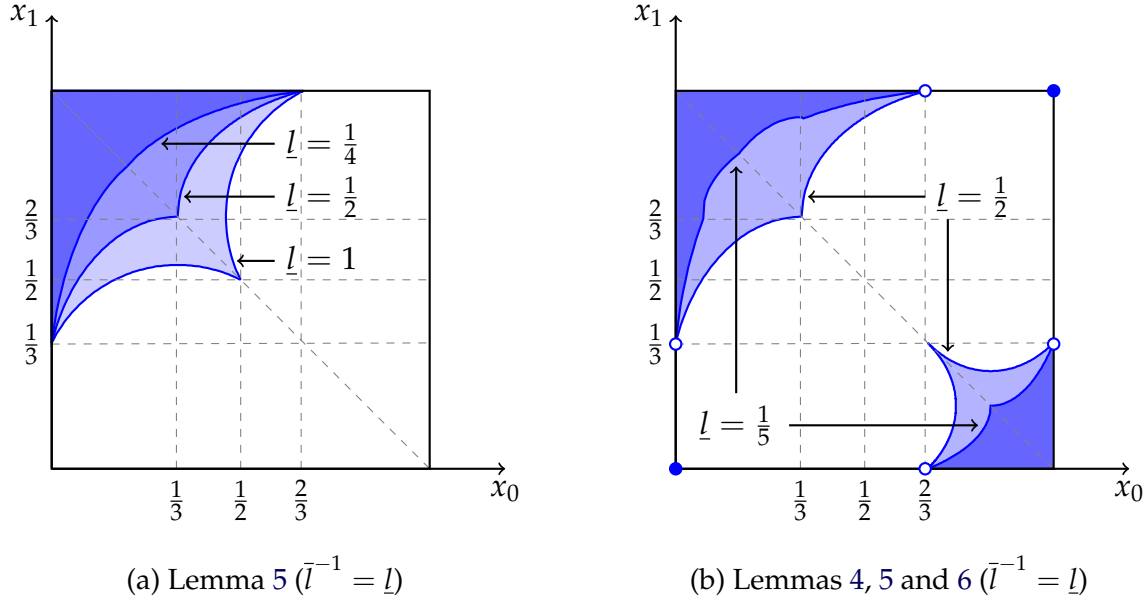 x₁
l = 1/4
l = 1/2
l = 1
2/3
1/2
1/3
1/3
1/2
2/3
x₀
(a) Lemma 5 (l̄⁻¹ = l̲)
x₁
l̲ = 1/2
2/3
1/2
1/3
l̲ = 1/5
1/3
1/2
2/3
x₀
(b) Lemmas 4, 5 and 6 (l̄⁻¹ = l̲)